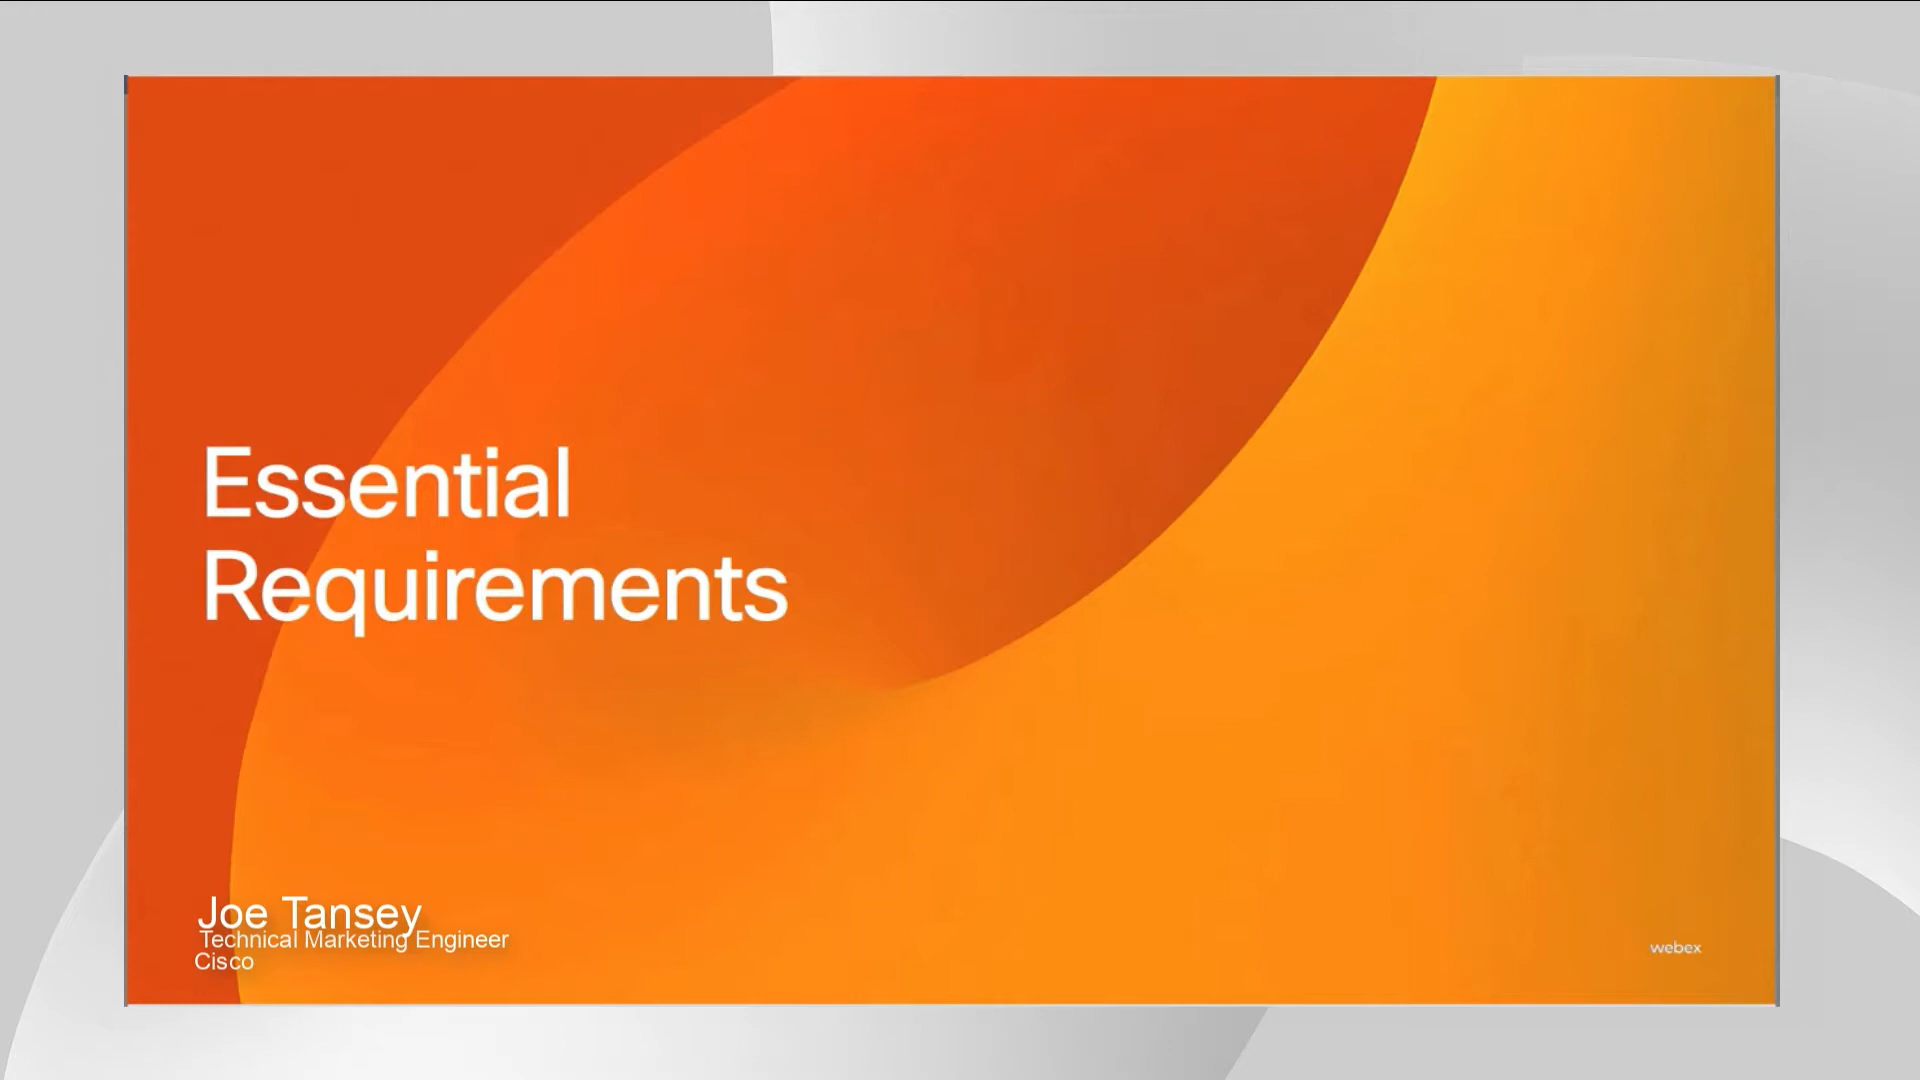 Essential
Requirements
Joe Tansey
Technical Marketing Engineer
Cisco
webex